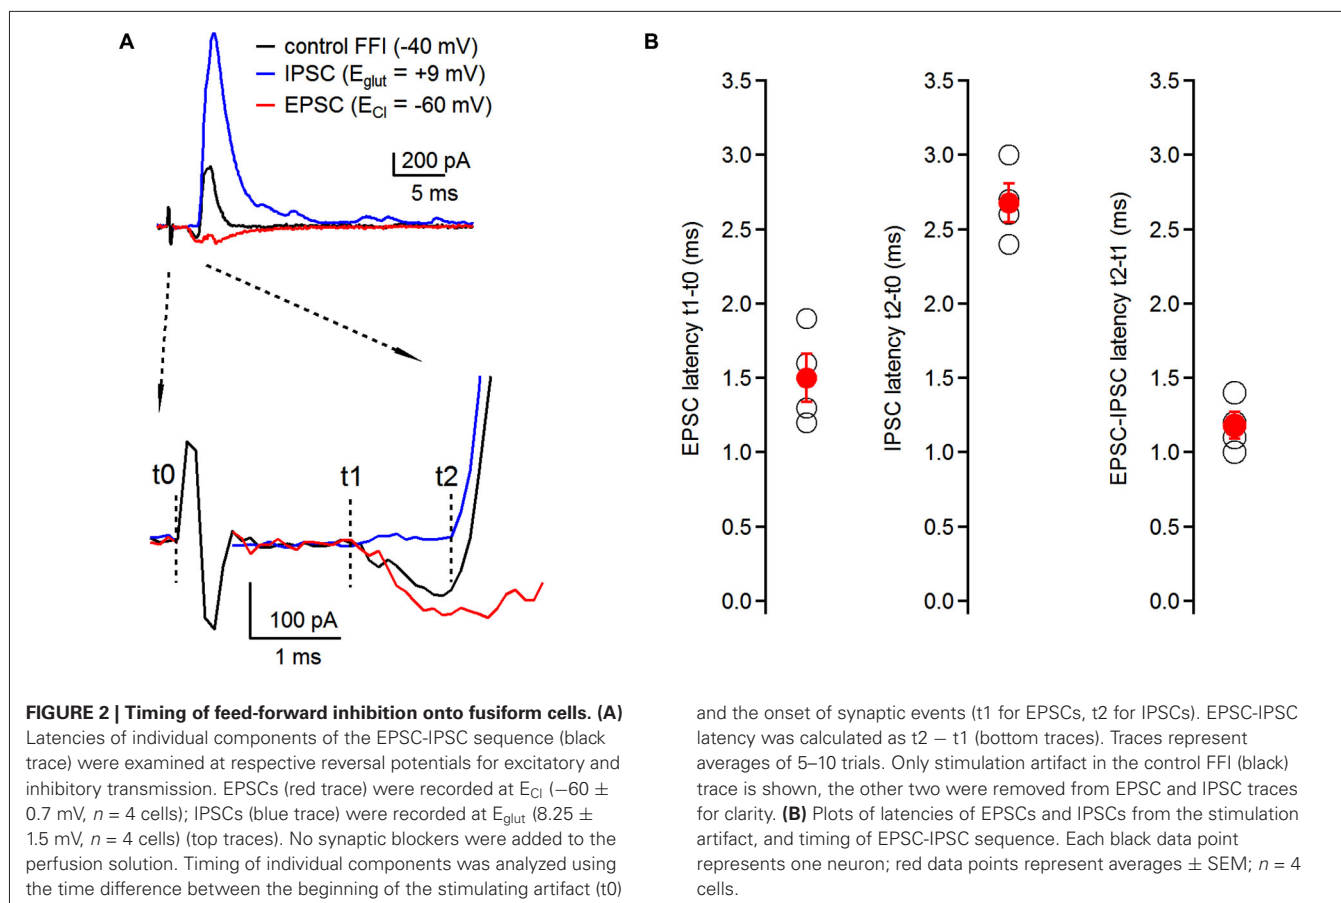 A
control FFI (-40 mV)
IPSC (Eglut = +9 mV)
EPSC (ECl = -60 mV)
200 pA
5 ms
t0
t1
t2
100 pA
1 ms
B
EPSC latency t1-t0 (ms)
3.5
3.0
2.5
2.0
1.5
1.0
0.5
0.0
IPSC latency t2-t0 (ms)
3.5
3.0
2.5
2.0
1.5
1.0
0.5
0.0
EPSC-IPSC latency t2-t1 (ms)
3.5
3.0
2.5
2.0
1.5
1.0
0.5
0.0
FIGURE 2 | Timing of feed-forward inhibition onto fusiform cells. (A)
Latencies of individual components of the EPSC-IPSC sequence (black
trace) were examined at respective reversal potentials for excitatory and
inhibitory transmission. EPSCs (red trace) were recorded at ECl (−60 ±
0.7 mV, n = 4 cells); IPSCs (blue trace) were recorded at Eglut (8.25 ±
1.5 mV, n = 4 cells) (top traces). No synaptic blockers were added to the
perfusion solution. Timing of individual components was analyzed using
the time difference between the beginning of the stimulating artifact (t0)
and the onset of synaptic events (t1 for EPSCs, t2 for IPSCs). EPSC-IPSC
latency was calculated as t2 − t1 (bottom traces). Traces represent
averages of 5–10 trials. Only stimulation artifact in the control FFI (black)
trace is shown, the other two were removed from EPSC and IPSC traces
for clarity. (B) Plots of latencies of EPSCs and IPSCs from the stimulation
artifact, and timing of EPSC-IPSC sequence. Each black data point
represents one neuron; red data points represent averages ± SEM; n = 4
cells.